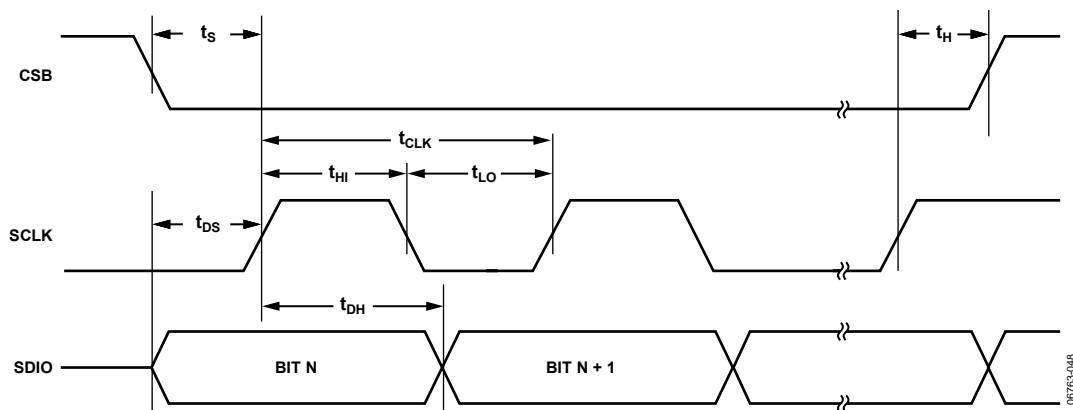 tS
tH
CSB
tCLK
tHI
tLO
tDS
SCLK
tDH
SDIO
BIT N
BIT N + 1
06763-048